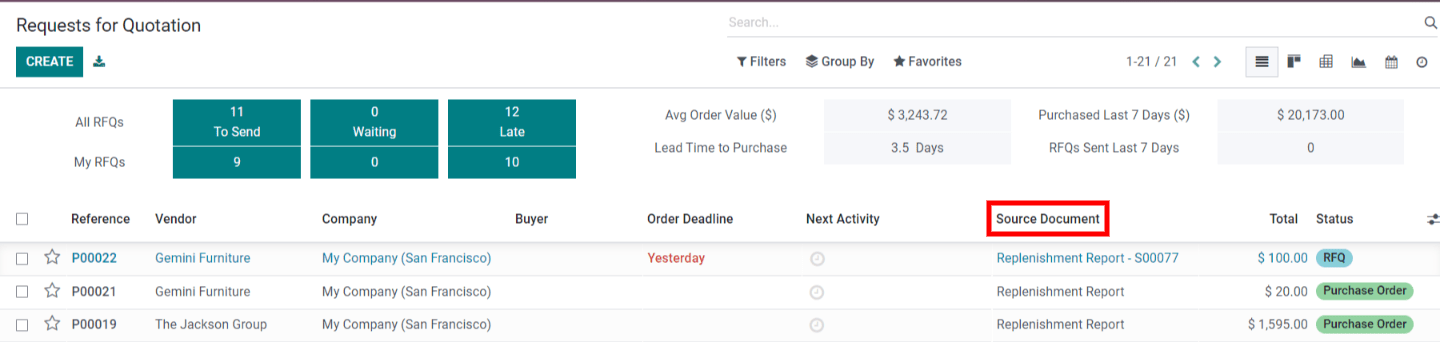 Requests for Quotation
Search...
CREATE
Filters Group By Favorites 1-21 / 21
All RFQs 11 To Send 0 Waiting 12 Late
My RFQs 9 0 10
Avg Order Value ($) $ 3,243.72 Purchased Last 7 Days ($) $ 20,173.00
Lead Time to Purchase 3.5 Days RFQs Sent Last 7 Days 0
Reference Vendor Company Buyer Order Deadline Next Activity Source Document Total Status
P00022 Gemini Furniture My Company (San Francisco) Yesterday Replenishment Report - S00077 $ 100.00 RFQ
P00021 Gemini Furniture My Company (San Francisco) Replenishment Report $ 20.00 Purchase Order
P00019 The Jackson Group My Company (San Francisco) Replenishment Report $ 1,595.00 Purchase Order